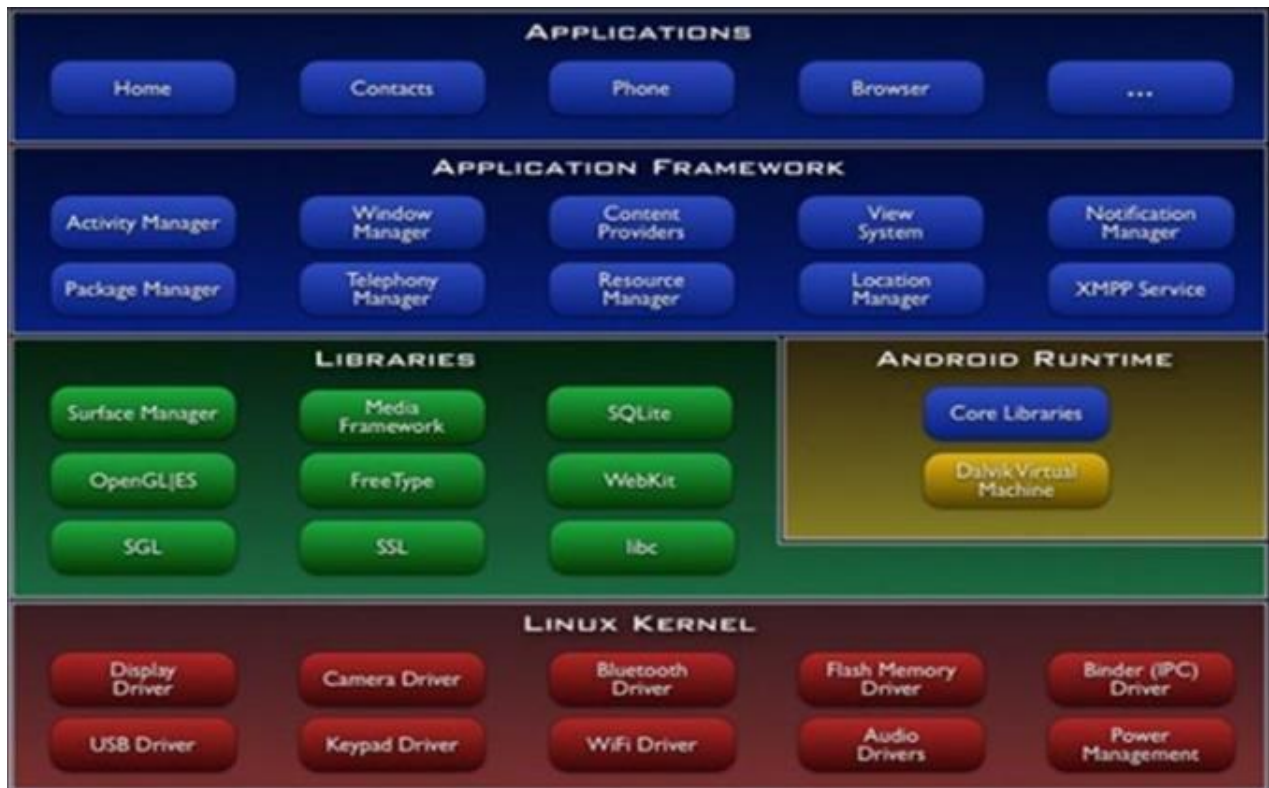 APPLICATIONS
Home
Contacts
Phone
Browser
...
APPLICATION FRAMEWORK
Activity Manager
Window
Manager
Content
Providers
View
System
Notification
Manager
Package Manager
Telephony
Manager
Resource
Manager
Location
Manager
XMPP Service
LIBRARIES
Surface Manager
Media
Framework
SQLite
OpenGL|ES
FreeType
WebKit
SGL
SSL
libc
ANDROID RUNTIME
Core Libraries
Dalvik Virtual
Machine
LINUX KERNEL
Display
Driver
Camera Driver
Bluetooth
Driver
Flash Memory
Driver
Binder (IPC)
Driver
USB Driver
Keypad Driver
WiFi Driver
Audio
Drivers
Power
Management